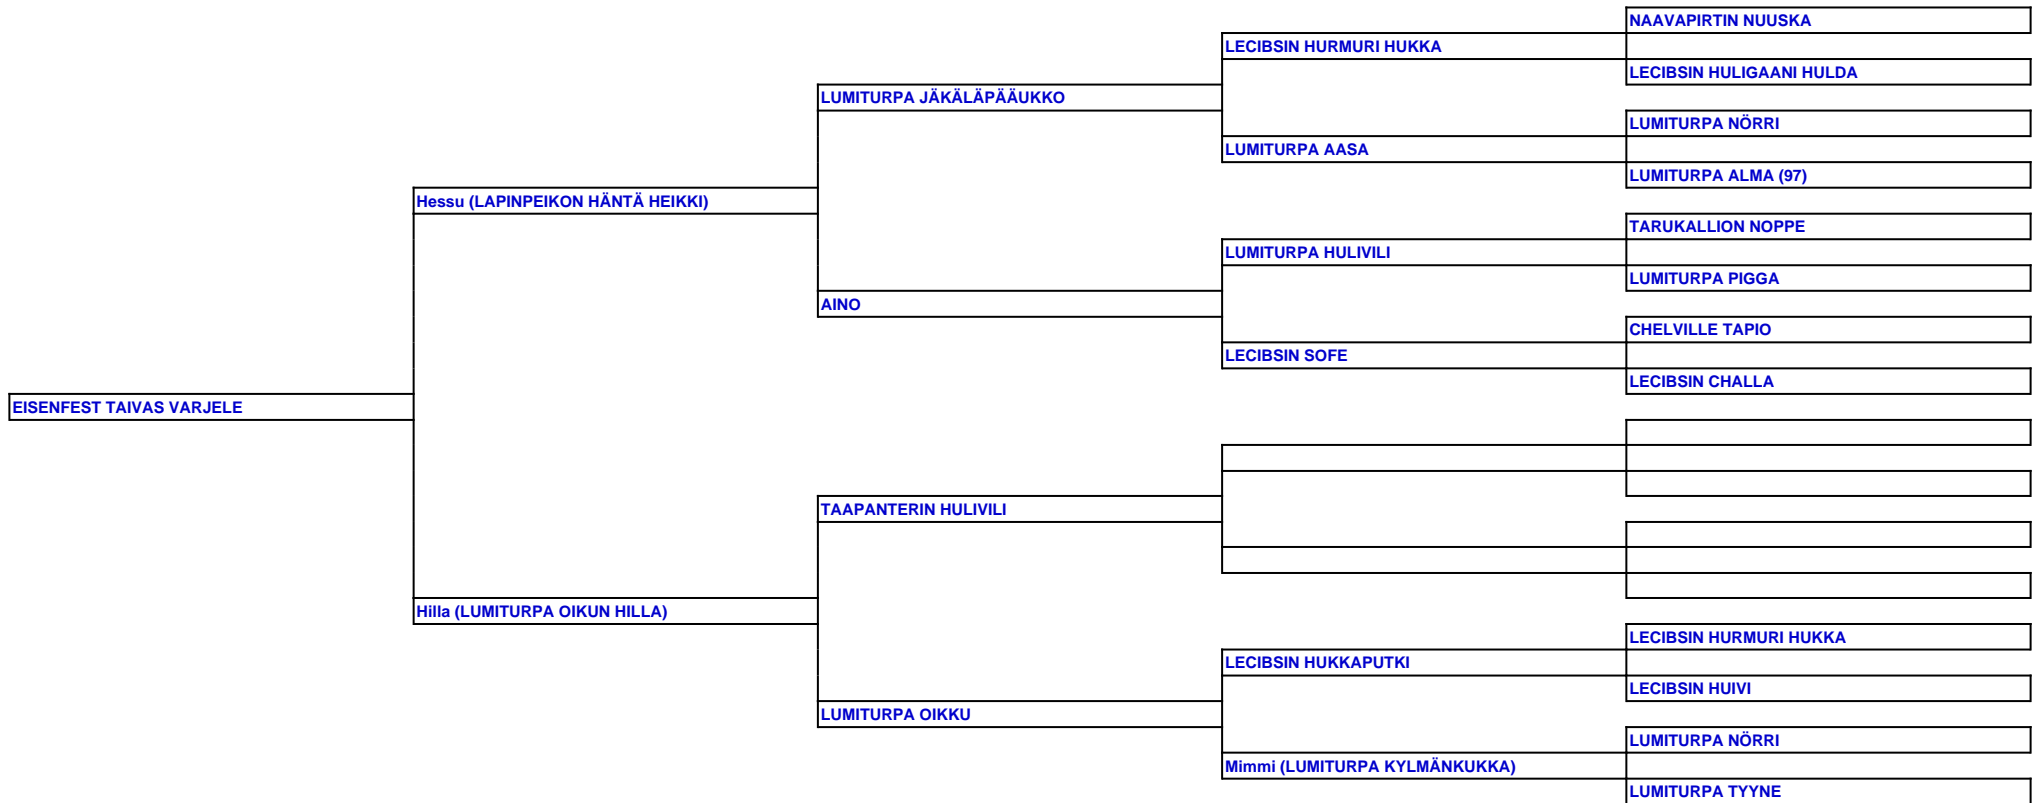 NAAVAPIRTIN NUUSKA
LECIBSIN HURMURI HUKKA
LECIBSIN HULIGAANI HULDA
LUMITURPA JÄKÄLÄPÄÄUKKO
LUMITURPA NÖRRI
LUMITURPA AASA
LUMITURPA ALMA (97)
Hessu (LAPINPEIKON HÄNTÄ HEIKKI)
TARUKALLION NOPPE
LUMITURPA HULIVILI
LUMITURPA PIGGA
AINO
CHELVILLE TAPIO
LECIBSIN SOFE
LECIBSIN CHALLA
EISENFEST TAIVAS VARJELE
TAAPANTERIN HULIVILI
Hilla (LUMITURPA OIKUN HILLA)
LECIBSIN HURMURI HUKKA
LECIBSIN HUKKAPUTKI
LECIBSIN HUIVI
LUMITURPA OIKKU
LUMITURPA NÖRRI
Mimmi (LUMITURPA KYLMÄNKUKKA)
LUMITURPA TYYNE